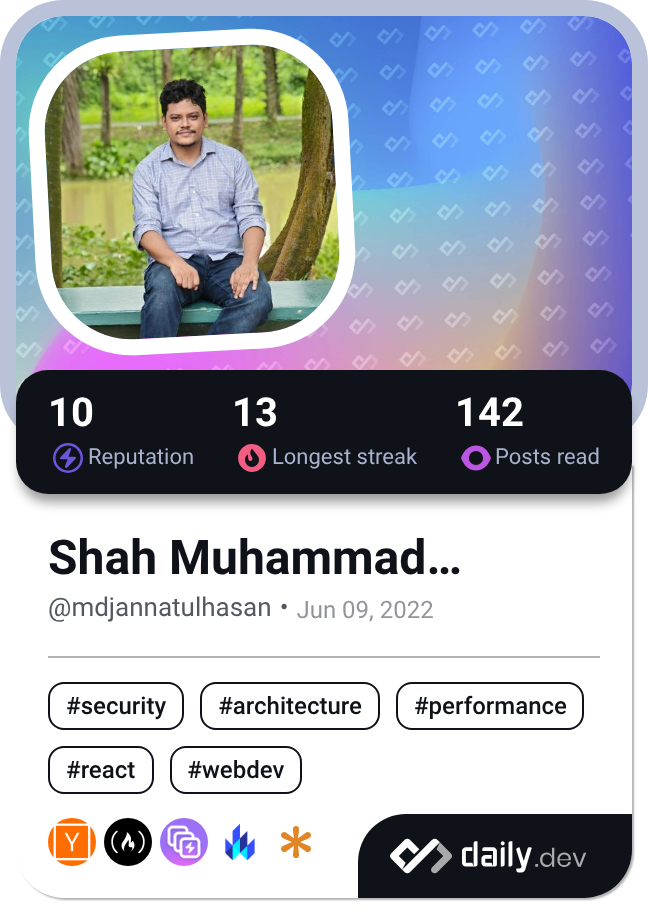 10 13 142
Reputation Longest streak Posts read
Shah Muhammad...
@mdjannatulhasan • Jun 09, 2022
#security #architecture #performance
#react #webdev
Y
daily.dev